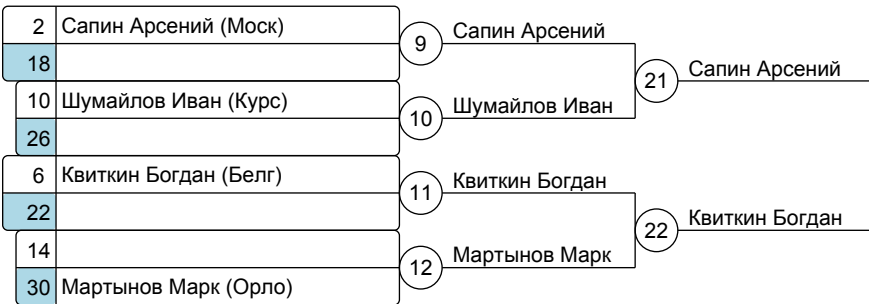 2 Сапин Арсений (Моск)
18
9 Сапин Арсений
21 Сапин Арсений
10 Шумайлов Иван (Курс)
26
10 Шумайлов Иван
6 Квиткин Богдан (Белг)
22
11 Квиткин Богдан
22 Квиткин Богдан
14
30 Мартынов Марк (Орло)
12 Мартынов Марк